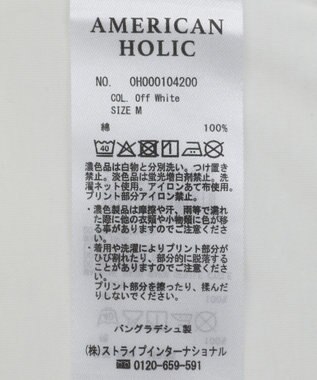 AMERICAN
HOLIC
NO. OH000104200
COL. Off White
SIZE M
綿 100%
40
濃色品は白物と分別洗い。つけ置き
禁止。淡色品は蛍光増白剤禁止。洗
濯ネット使用。アイロンあて布使用。
プリント部分アイロン禁止。
・濃色製品は摩擦や汗、雨等で濡れ
た際に他の衣類や小物類に色が移
る事がありますのでご注意くださ
い。
・着用や洗濯によりプリント部分が
ひび割れたり、部分的に脱落する
ことがありますのでご注意くださ
い。
プリント部分を擦ったり、揉んだ
りしないでください。
バングラデシュ製
(株)ストライプインターナショナル
0120-659-591